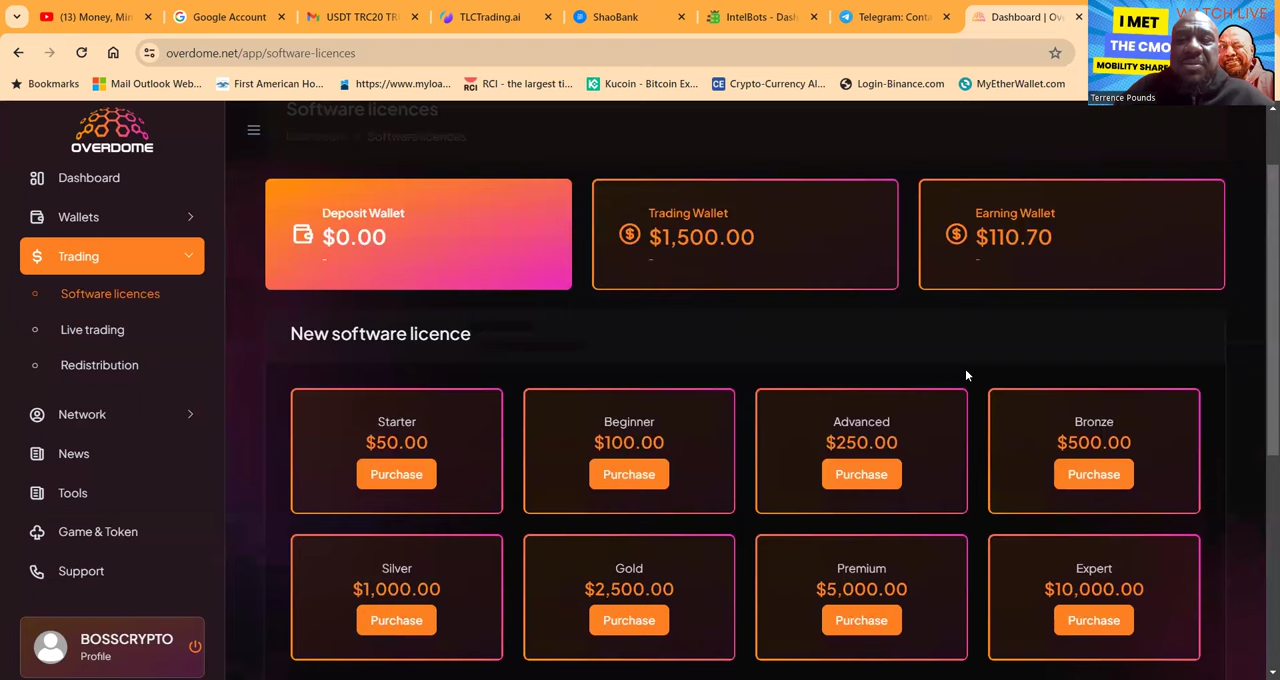 (13) Money, Min
Google Account
USDT TRC20 TR
TLCTrading.ai
ShaoBank
IntelBots - Das
Telegram: Conta
Dashboard | Ov
overdome.net/app/software-licences
Bookmarks
Mail Outlook Web...
First American Ho...
https://www.myloa...
RCI - the largest ti...
Kucoin - Bitcoin Ex...
Crypto-Currency Al...
Login-Binance.com
MyEtherWallet.com
WATCH LIVE
I MET
THE CMO
MOBILITY SHARE
Terrence Pounds
OVERDOME
Dashboard
Wallets
Trading
Software licences
Live trading
Redistribution
Network
News
Tools
Game & Token
Support
BOSSCRYPTO
Profile
Software licences
Software licences
Deposit Wallet
$0.00
-
Trading Wallet
$1,500.00
-
Earning Wallet
$110.70
-
New software licence
Starter
$50.00
Purchase
Beginner
$100.00
Purchase
Advanced
$250.00
Purchase
Bronze
$500.00
Purchase
Silver
$1,000.00
Purchase
Gold
$2,500.00
Purchase
Premium
$5,000.00
Purchase
Expert
$10,000.00
Purchase